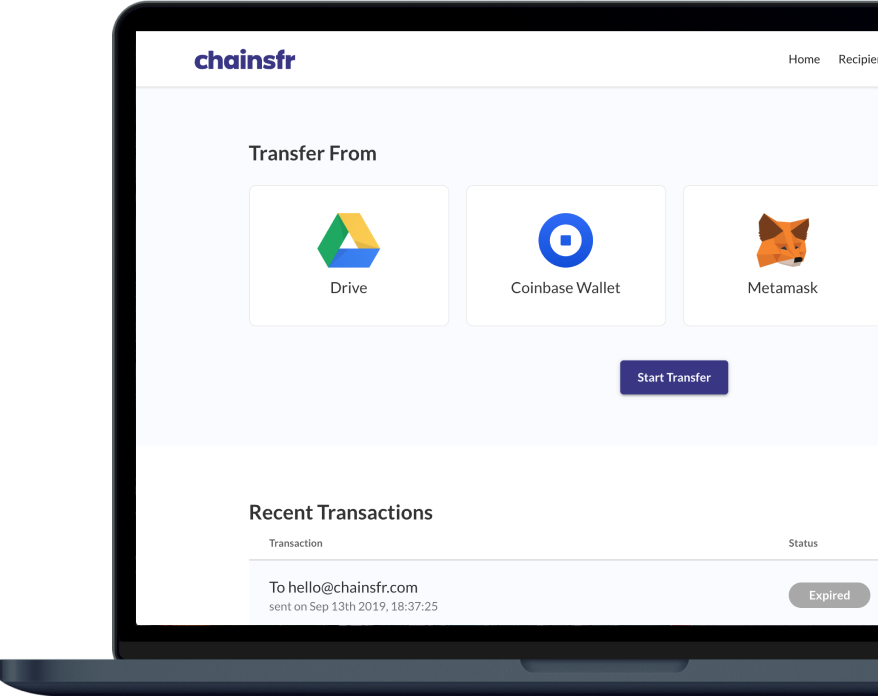 chainsfr
Home Recipie
Transfer From
Drive Coinbase Wallet Metamask
Start Transfer
Recent Transactions
Transaction Status
To hello@chainsfr.com
sent on Sep 13th 2019, 18:37:25
Expired